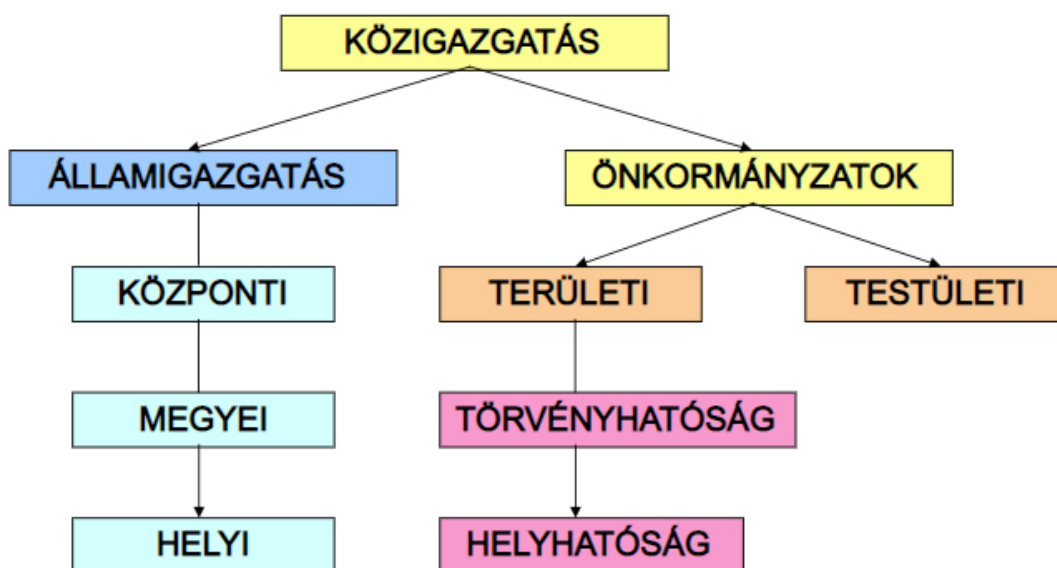 KÖZIGAZGATÁS
ÁLLAMIGAZGATÁS
ÖNKORMÁNYZATOK
KÖZPONTI
TERÜLETI
TESTÜLETI
MEGYEI
TÖRVÉNYHATÓSÁG
HELYI
HELYHATÓSÁG